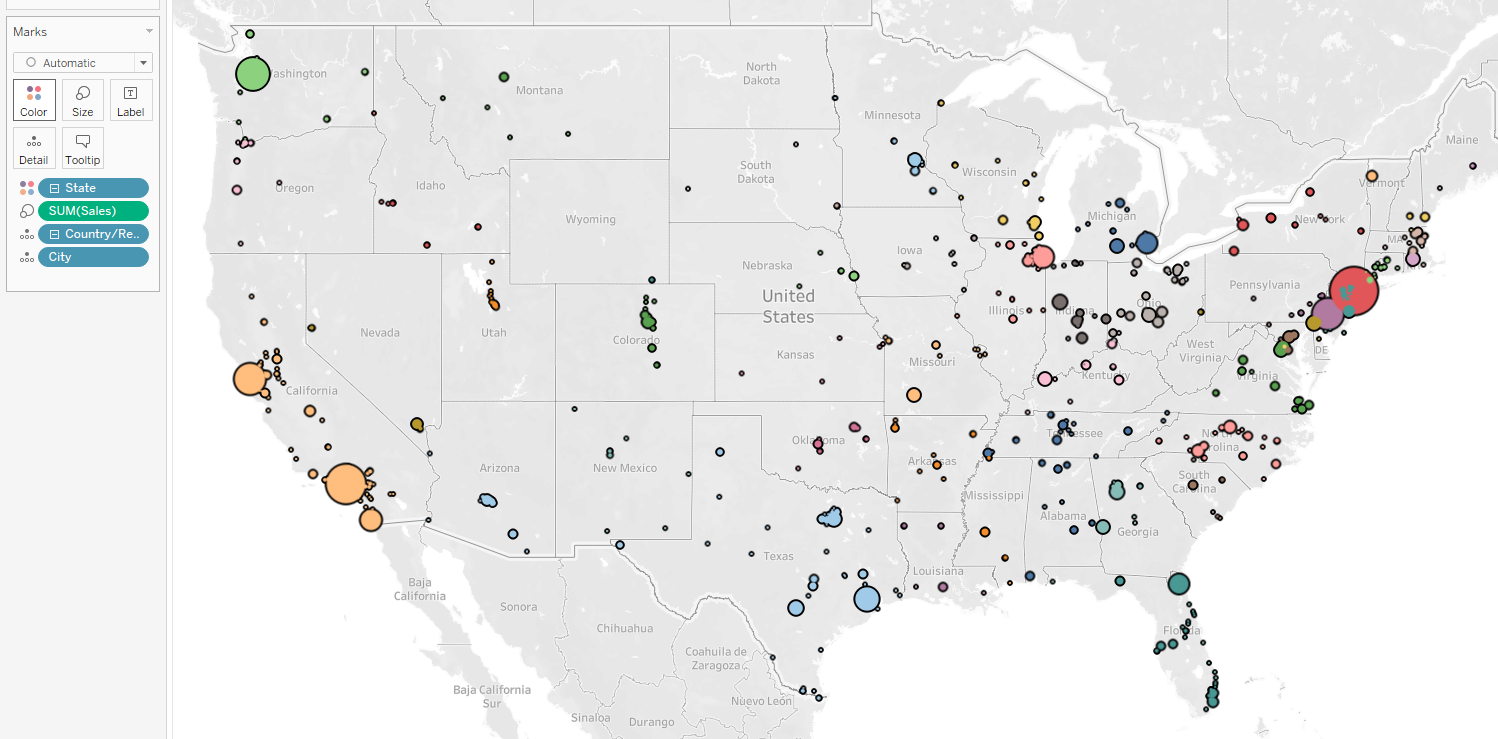 Marks
Automatic
Color
Size
Label
Detail
Tooltip
State
SUM(Sales)
Country/Re..
City
ashington
Montana
North
Dakota
Minnesota
Maine
Oregon
Idaho
South
Dakota
Wisconsin
Vermont
Wyoming
Michigan
New York
Iowa
MA
Nebraska
United
States
Illinois
Indiana
Ohio
Pennsylvania
Nevada
Utah
Colorado
Kansas
Missouri
West
Virginia
DE
California
Kentucky
Virginia
Arizona
New Mexico
Oklahoma
Arkansas
Tennessee
North
Carolina
South
Carolina
Mississippi
Alabama
Georgia
Texas
Louisiana
Baja
California
Sonora
Chihuahua
Coahuila de
Zaragoza
Florida
Baja California
Sur
Nuevo León
Sinaloa
Durango